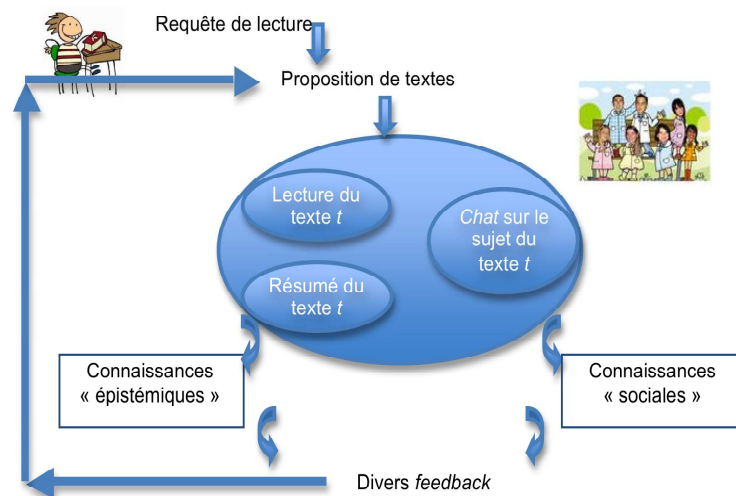 Requête de lecture
Proposition de textes
Lecture du
texte t
Chat sur le
sujet du
texte t
Résumé du
texte t
Connaissances
« épistémiques »
Connaissances
« sociales »
Divers feedback